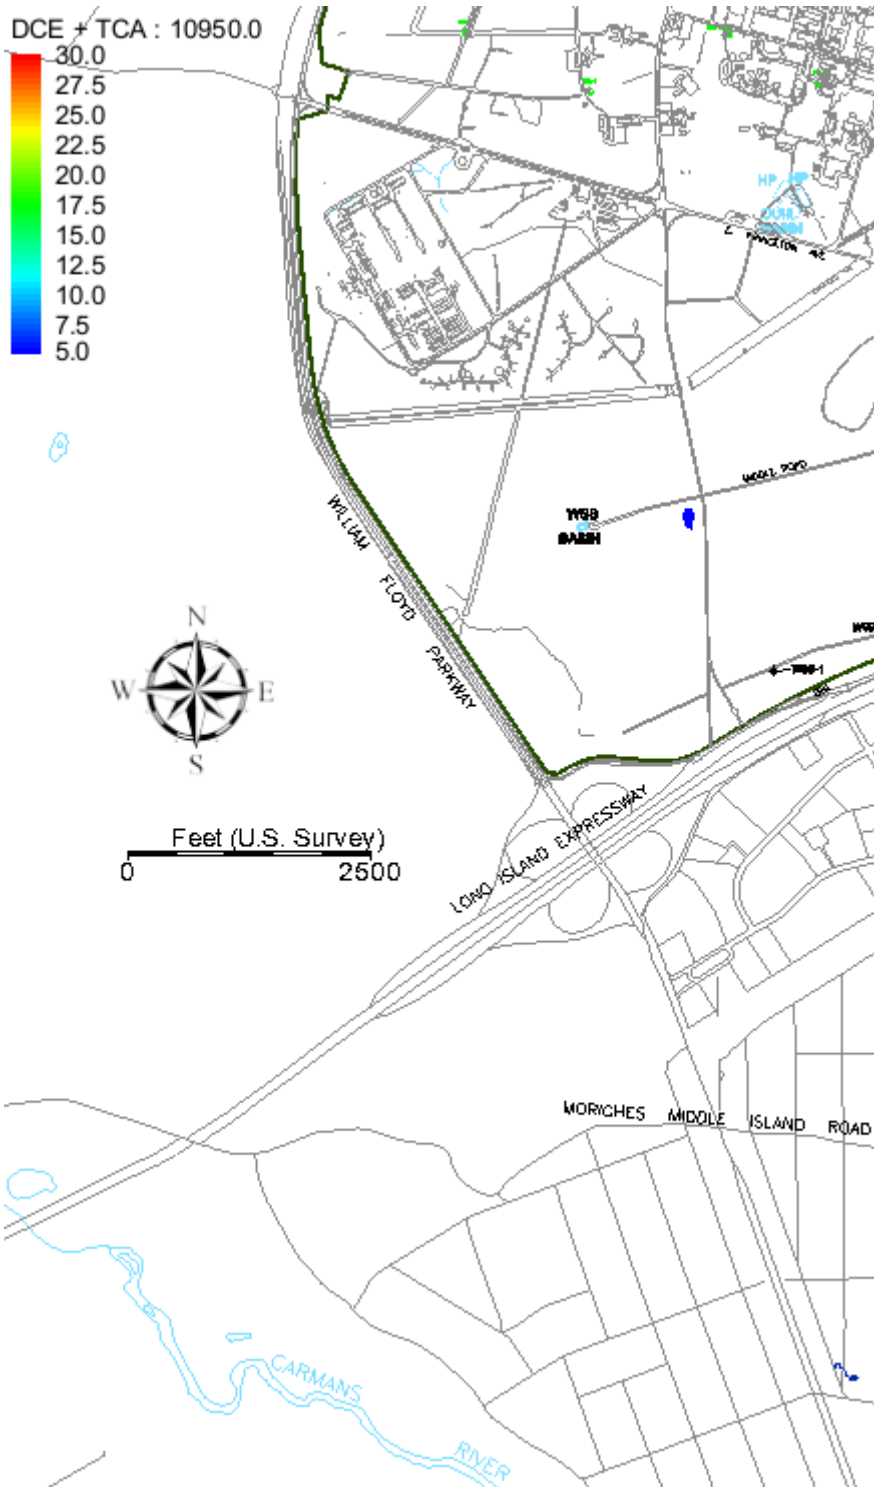 DCE + TCA : 10950.0
30.0
27.5
25.0
22.5
20.0
17.5
15.0
12.5
10.0
7.5
5.0
HP
WILLIAM FLOYD PARKWAY
N
W E
S
Feet (U.S. Survey)
0 2500
LONG ISLAND EXPRESSWAY
MORICHES MIDDLE ISLAND ROAD
CARMANS RIVER